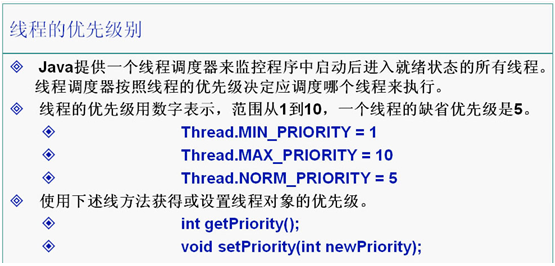 线程的优先级别
Java提供一个线程调度器来监控程序中启动后进入就绪状态的所有线程。
线程调度器按照线程的优先级决定应调度哪个线程来执行。
线程的优先级用数字表示，范围从1到10，一个线程的缺省优先级是5。
Thread.MIN_PRIORITY = 1
Thread.MAX_PRIORITY = 10
Thread.NORM_PRIORITY = 5
使用下述线方法获得或设置线程对象的优先级。
int getPriority();
void setPriority(int newPriority);